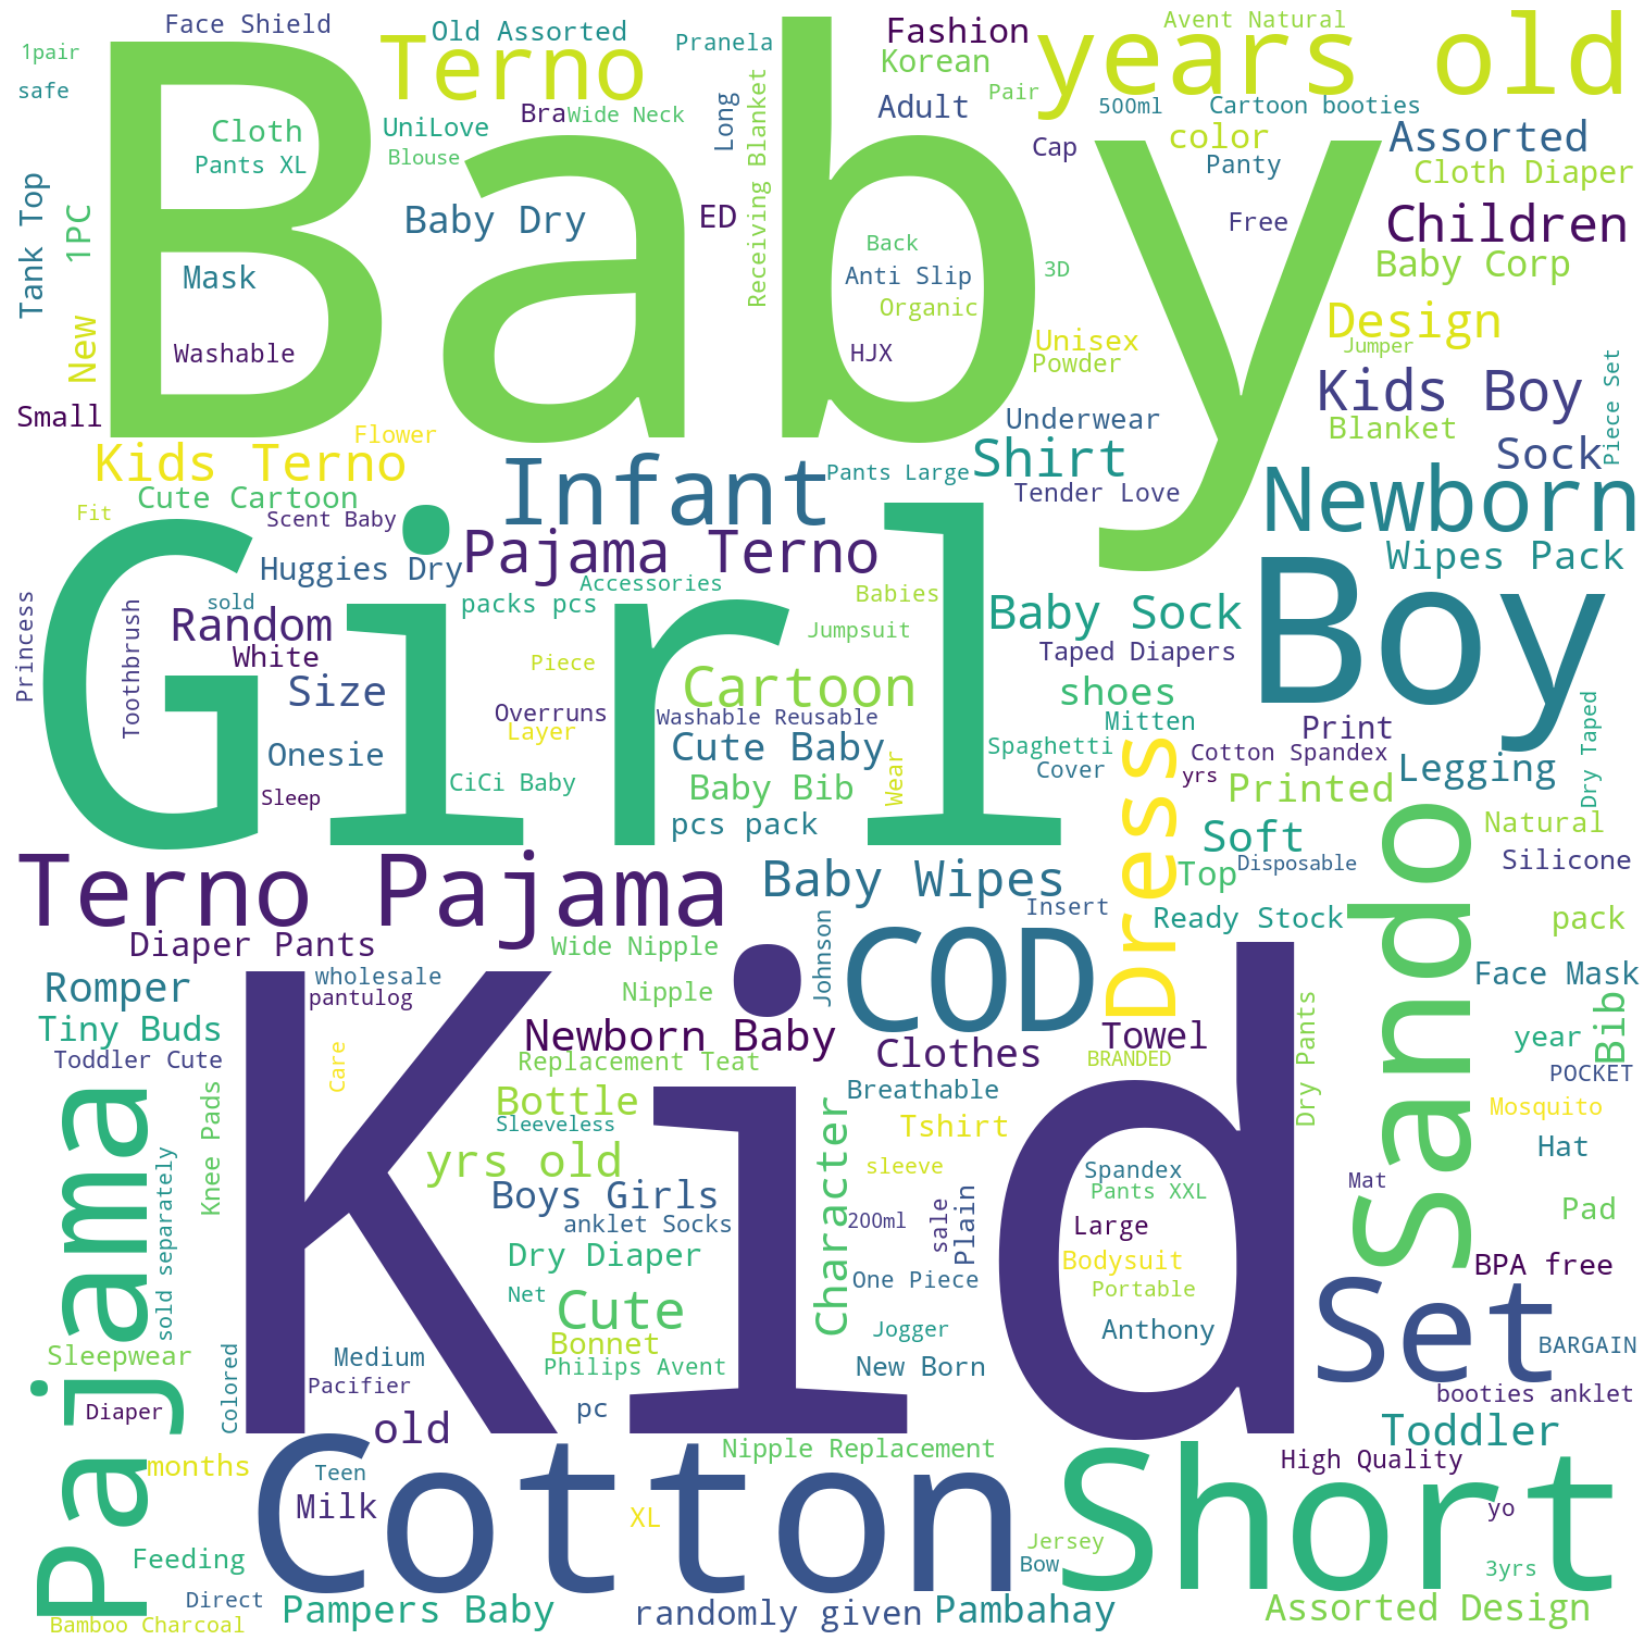 Face Shield
Avent Natural
1pair
Terno
Old Assorted
Pranela
Fashion
years old
Korean
safe
Baby
Bra
Wide Neck
Long
Receiving Blanket
Adult
Pair
500ml
Cartoon booties
Cloth
UniLove
Blouse
Cap
color
Assorted
Pants XL
Panty
Cloth Diaper
Tank Top
1PC
Baby Dry
ED
Free
Children
Back
Mask
Anti Slip
3D
Baby Corp
Organic
Design
New
Washable
HJX
Unisex
Powder
Jumper
Piece Set
Small
Kids Boy
Underwear
Blanket
Flower
Kids Terno
Infant
Pants Large
Shirt
Sock
Cute Cartoon
Tender Love
Newborn
Fit
Scent Baby
Girl
Pajama Terno
Huggies Dry
Accessories
Wipes Pack
Boy
Princess
Toothbrush
sold
packs pcs
Babies
Baby Sock
Random
Jumpsuit
White
Piece
Taped Diapers
Size
Cartoon
shoes
Overruns
Washable Reusable
Mitten
Layer
Print
Dry Taped
Onesie
Cute Baby
Spaghetti
Dress
Cotton Spandex
Cover
yrs
Legging
CiCi Baby
Baby Bib
Wear
Printed
Sleep
pcs pack
Soft
Sando
Natural
Terno Pajama
Baby Wipes
Top
Disposable
Silicone
Insert
Ready Stock
pack
Diaper Pants
Wide Nipple
Johnson
COD
Kid
Romper
wholesale
pantulog
Nipple
Face Mask
Tiny Buds
Newborn Baby
Clothes
Towel
Dry Pants
year
Bib
Toddler Cute
Care
Replacement Teat
BRANDED
POCKET
Pajama
Knee Pads
Bottle
Breathable
Mosquito
Sleeveless
Character
Tshirt
Hat
sold separately
yrs old
sleeve
Spandex
Mat
Boys Girls
Pants XXL
anklet Socks
200ml
sale
Plain
Large
Pad
Dry Diaper
Bodysuit
BPA free
One Piece
Portable
Set
Net
Cute
Jogger
Anthony
Colored
Sleepwear
Medium
Bonnet
BARGAIN
Philips Avent
New Born
Pacifier
booties anklet
Diaper
pc
old
Toddler
Cotton
Nipple Replacement
Short
High Quality
months
Teen
Milk
XL
yo
Feeding
Jersey
Bow
3yrs
Direct
Bamboo Charcoal
Pampers Baby
randomly given
Pambahay
Assorted Design